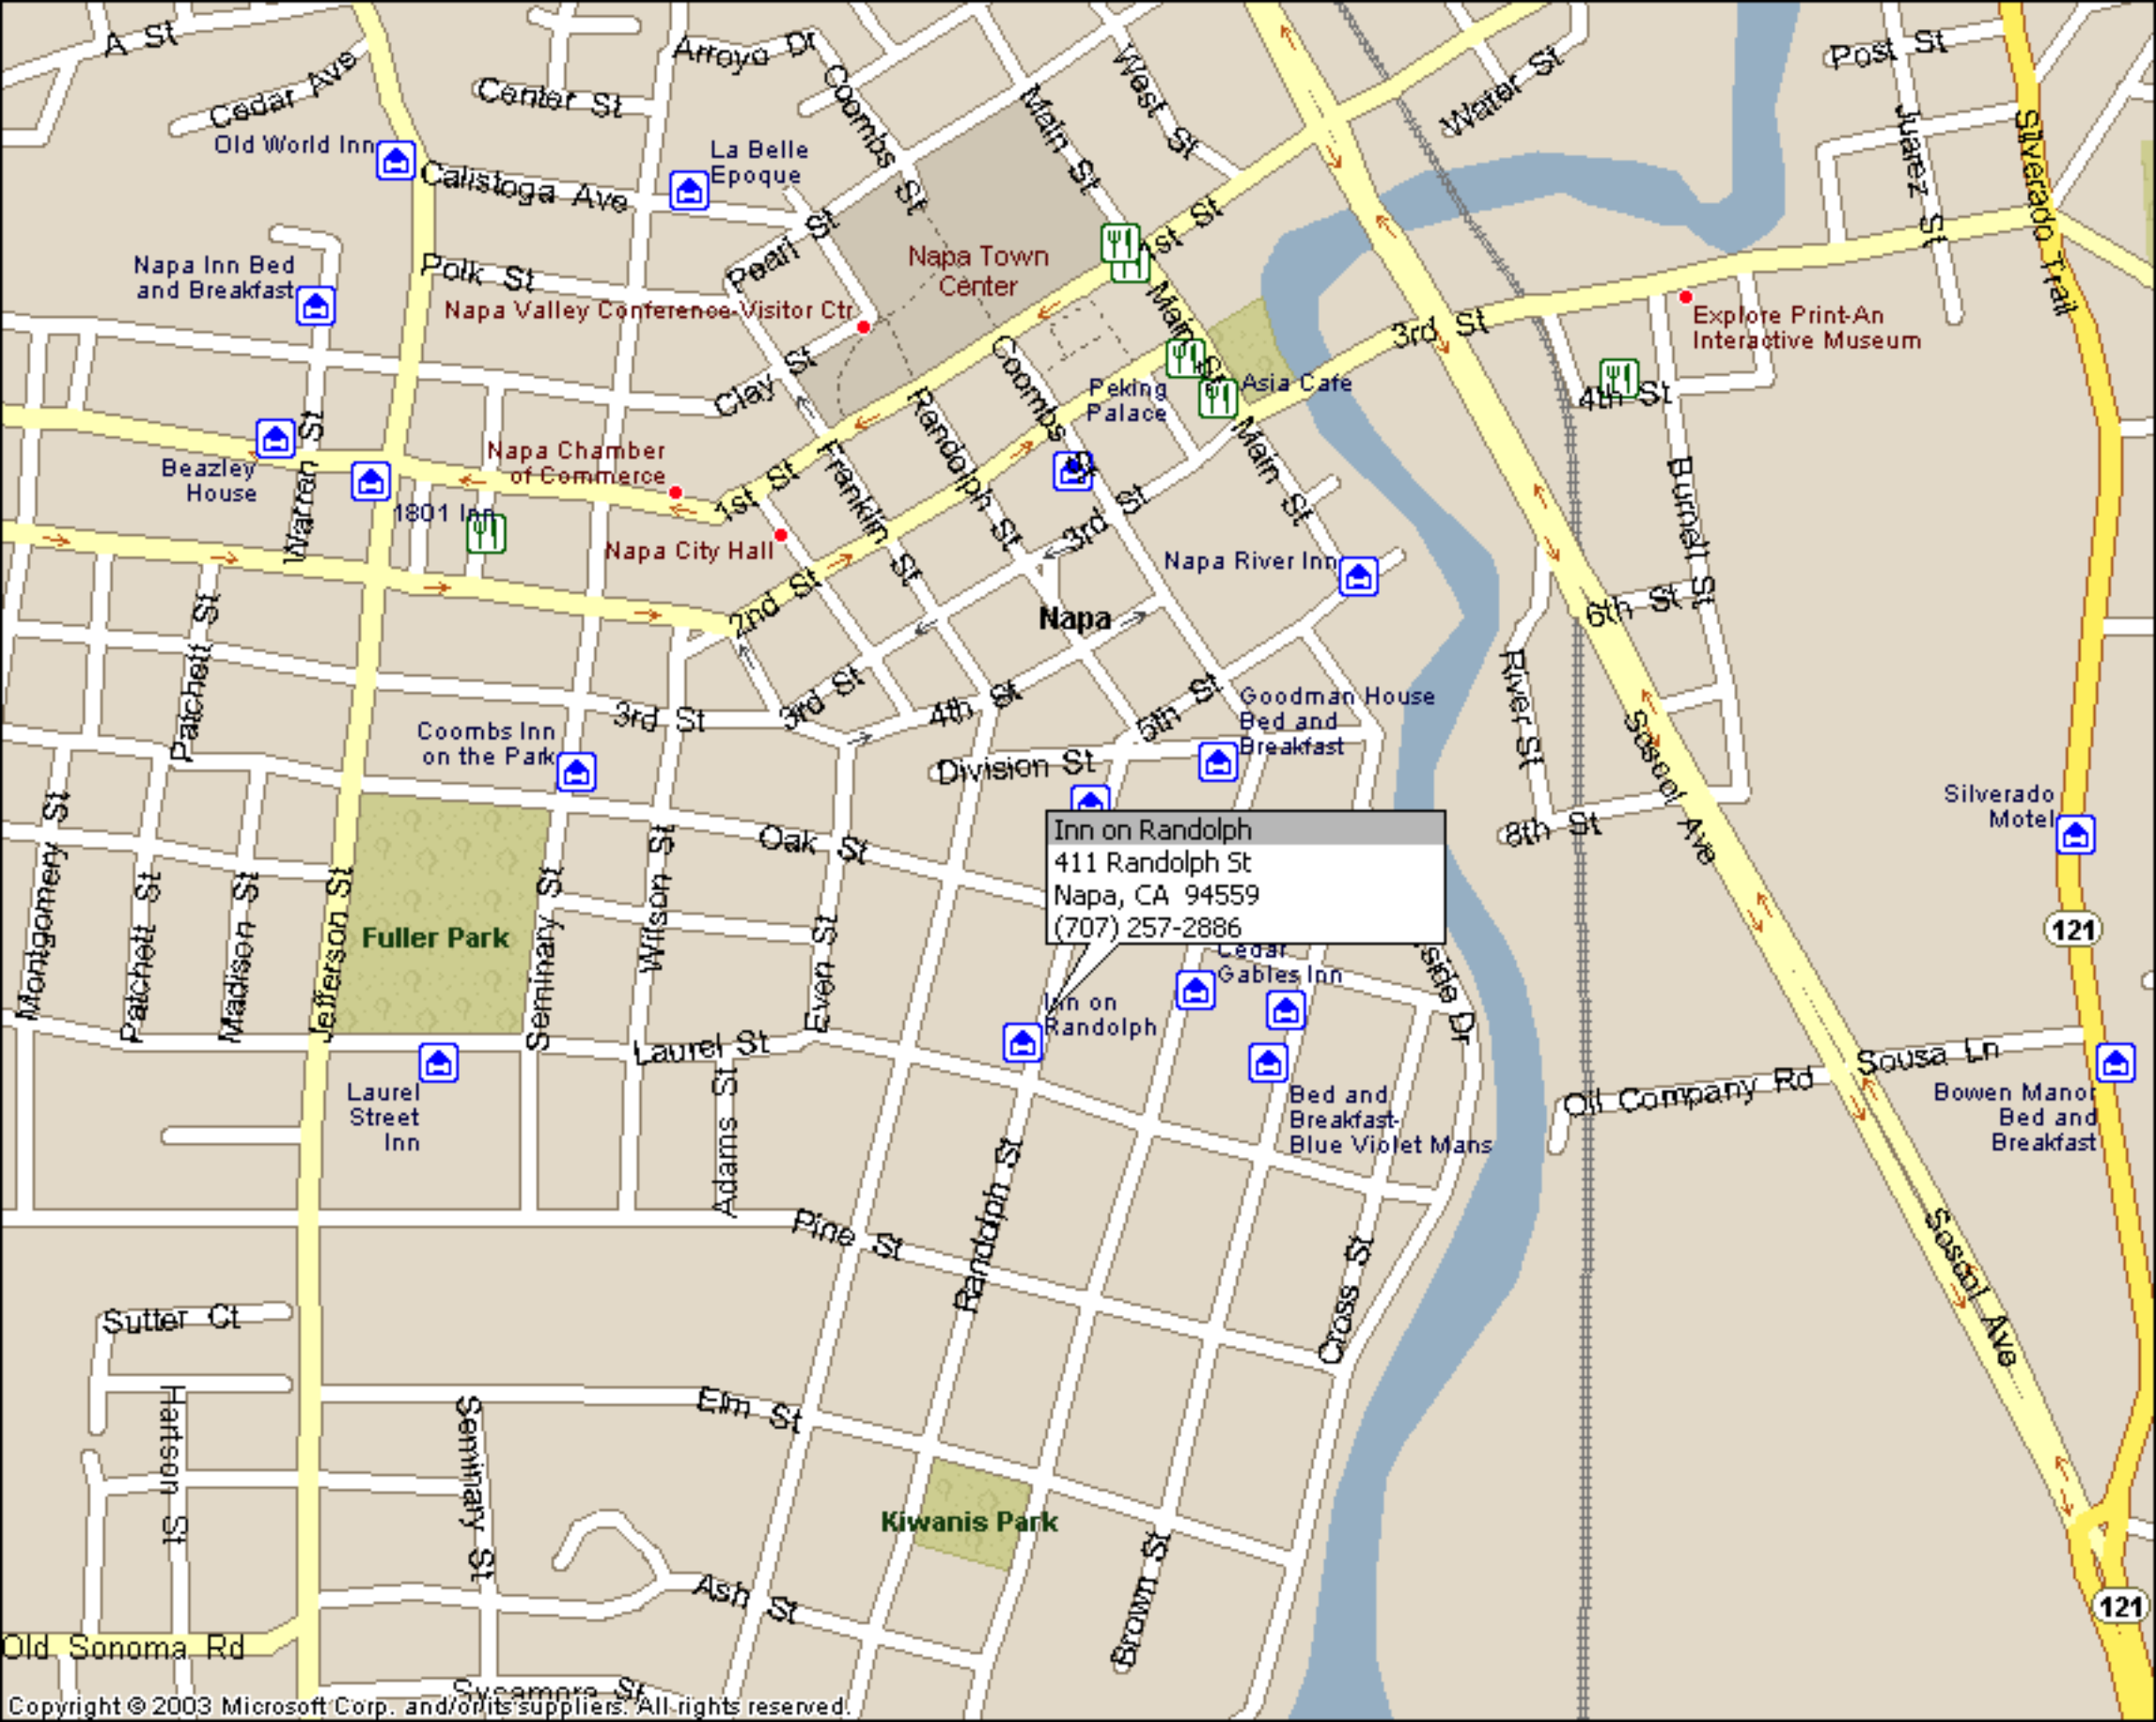 A St
Cedar Ave
Center St
Arroyo Dr
Coombs St
Main St
West St
Water St
Post St
Juarez St
Silverado Trail
Old World Inn
Calistoga Ave
La Belle
Epoque
Pearl St
Napa Town
Center
1st St
Napa Inn Bed
and Breakfast
Polk St
Napa Valley Conference-Visitor Ctr
Main St
3rd St
Explore Print-An
Interactive Museum
Clay St
Coombs St
Randolph St
Peking
Palace
Asia Cafe
4th St
Warren St
Beazley
House
Napa Chamber
of Commerce
1801 Inn
1st St
Franklin St
Main St
3rd St
Burnett St
Napa City Hall
Napa River Inn
2nd St
Napa
6th St
Patchett St
3rd St
3rd St
4th St
5th St
River St
Goodman House
Bed and
Breakfast
Coombs Inn
on the Park
Division St
Soscol Ave
Silverado
Motel
8th St
Oak St
Inn on Randolph
411 Randolph St
Napa, CA 94559
(707) 257-2886
Montgomery St
Patchett St
Madison St
Jefferson St
Fuller Park
Seminary St
Wilson St
Even St
121
side Dr
Cedar
Gables Inn
Inn on
Randolph
Laurel St
Laurel
Street
Inn
Adams St
Bed and
Breakfast-
Blue Violet Mans
Oil Company Rd
Sousa Ln
Bowen Manor
Bed and
Breakfast
Randolph St
Pine St
Cross St
Soscol Ave
Sutter Ct
Hartson St
Seminary St
Elm St
Kiwanis Park
Brown St
Ash St
121
Old Sonoma Rd
Sycamore St
Copyright © 2003 Microsoft Corp. and/or its suppliers. All rights reserved.